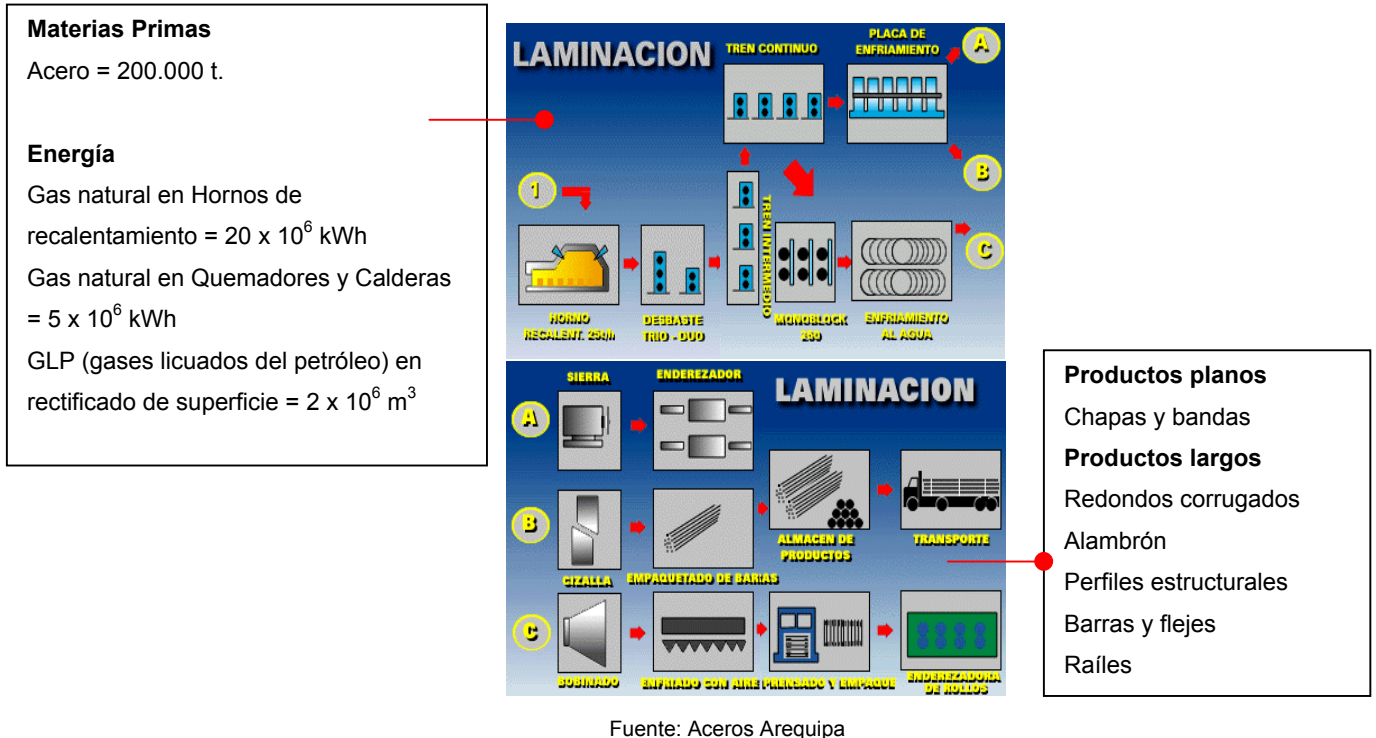 Materias Primas
Acero = 200.000 t.
Energía
Gas natural en Hornos de
recalentamiento = 20 x 10⁶ kWh
Gas natural en Quemadores y Calderas
= 5 x 10⁶ kWh
GLP (gases licuados del petróleo) en
rectificado de superficie = 2 x 10⁶ m³
LAMINACION
TREN CONTINUO
PLACA DE
ENFRIAMIENTO
A
B
1
TREN INTERMEDIO
C
HORNO
RECALENT. 25t/h
DESBASTE
TRIO - DUO
MONOBLOCK
280
ENFRIAMIENTO
AL AGUA
SIERRA
ENDEREZADOR
LAMINACION
A
B
ALMACEN DE
PRODUCTOS
TRANSPORTE
CIZALLA
EMPAQUETADO DE BARRAS
C
BOBINADO
ENFRIADO CON AIRE
PRENSADO Y EMPAQUE
ENDEREZADORA
DE ROLLOS
Productos planos
Chapas y bandas
Productos largos
Redondos corrugados
Alambrón
Perfiles estructurales
Barras y flejes
Raíles
Fuente: Aceros Arequipa